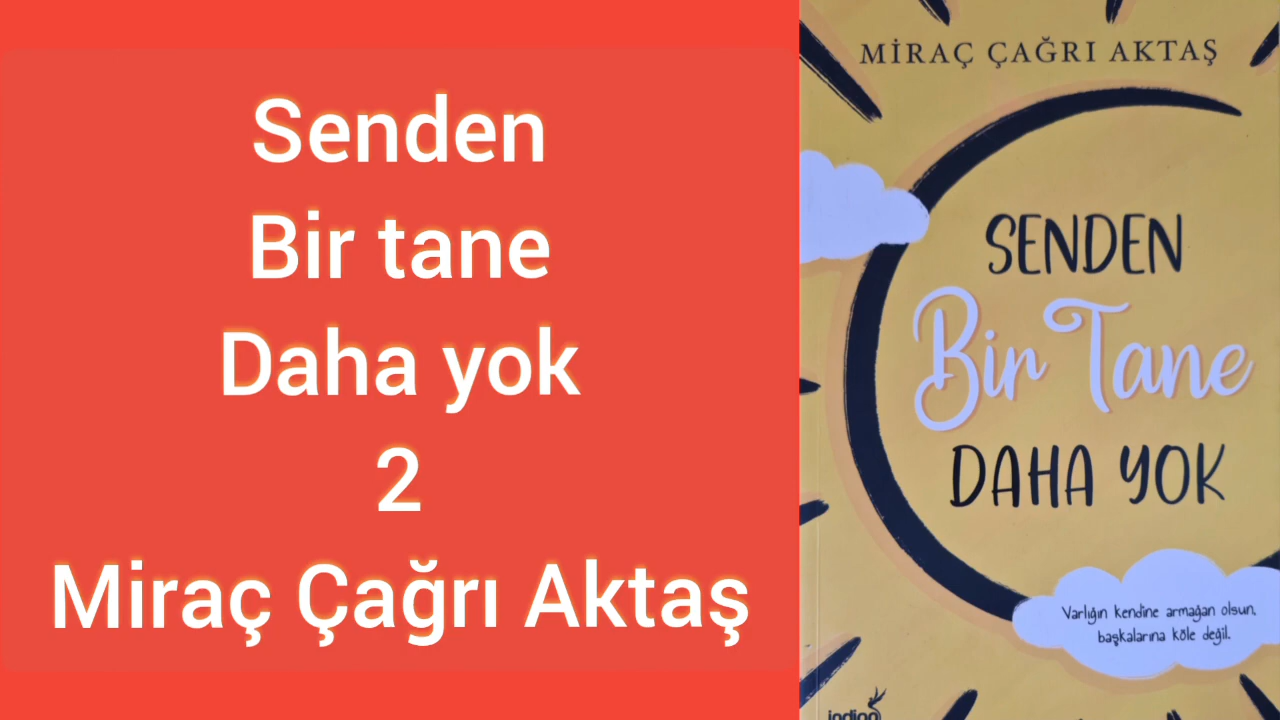 Senden
Bir tane
Daha yok
2
Miraç Çağrı Aktaş
MİRAÇ ÇAĞRI AKTAŞ
SENDEN
Bir Tane
DAHA YOK
Varlığın kendine armağan olsun,
başkalarına köle değil.
indigo